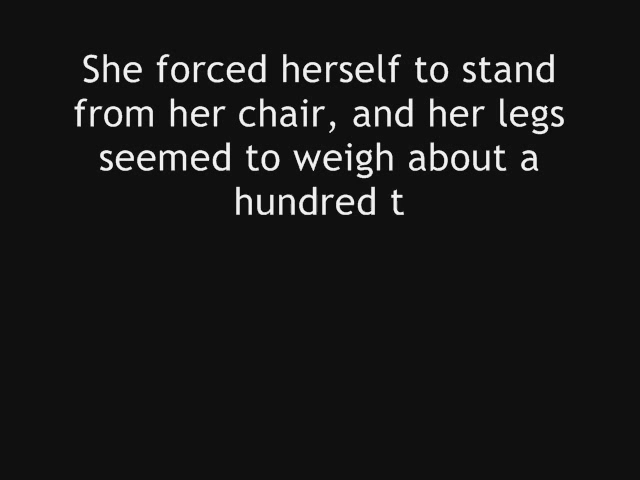 She forced herself to stand
from her chair, and her legs
seemed to weigh about a
hundred t